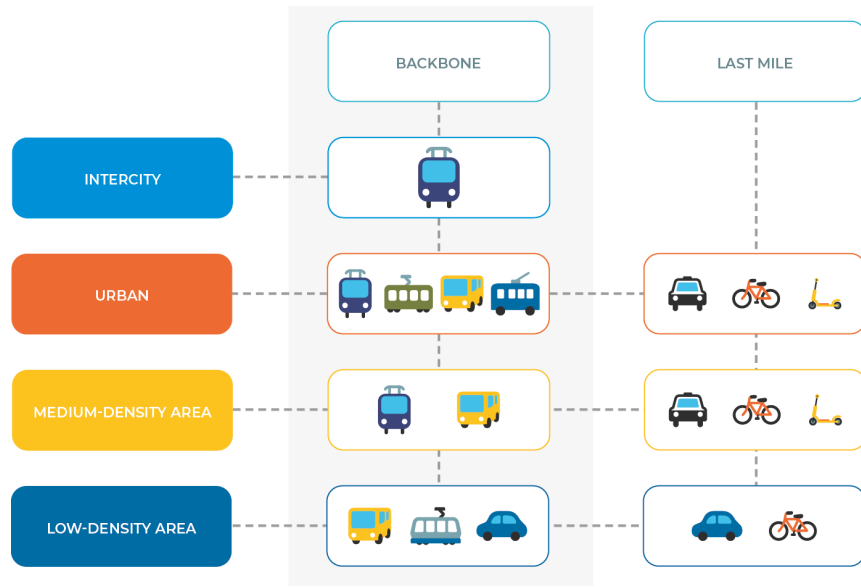 BACKBONE
LAST MILE
INTERCITY
URBAN
MEDIUM-DENSITY AREA
LOW-DENSITY AREA